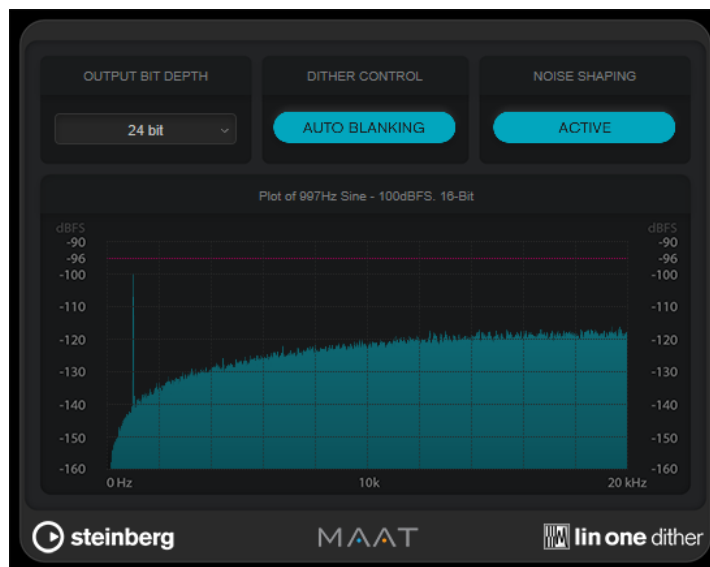 OUTPUT BIT DEPTH
DITHER CONTROL
NOISE SHAPING
24 bit
AUTO BLANKING
ACTIVE
Plot of 997Hz Sine - 100dBFS. 16-Bit
dBFS dBFS
-90 -90
-96 -96
-100 -100
-110 -110
-120 -120
-130 -130
-140 -140
-150 -150
-160 -160
0 Hz 10k 20 kHz
steinberg
MAAT
lin one dither